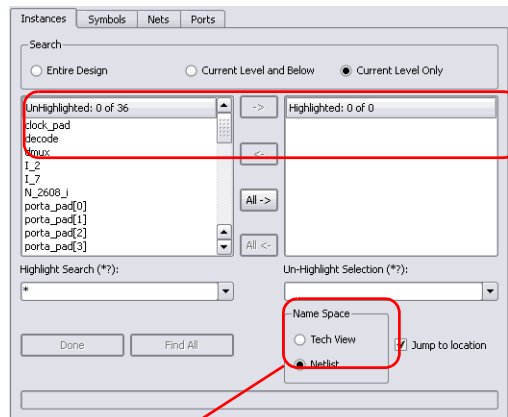 Instances Symbols Nets Ports
Search
Entire Design Current Level and Below Current Level Only
UnHighlighted: 0 of 36 -> Highlighted: 0 of 0
clock_pad
decode
dmux
<-
I_2
I_7
N_2608_i
All ->
porta_pad[0]
porta_pad[1]
porta_pad[2]
porta_pad[3]
All <-
Highlight Search (*?): Un-Highlight Selection (*?):
*
Name Space
Done Find All Tech View Jump to location
Netlist